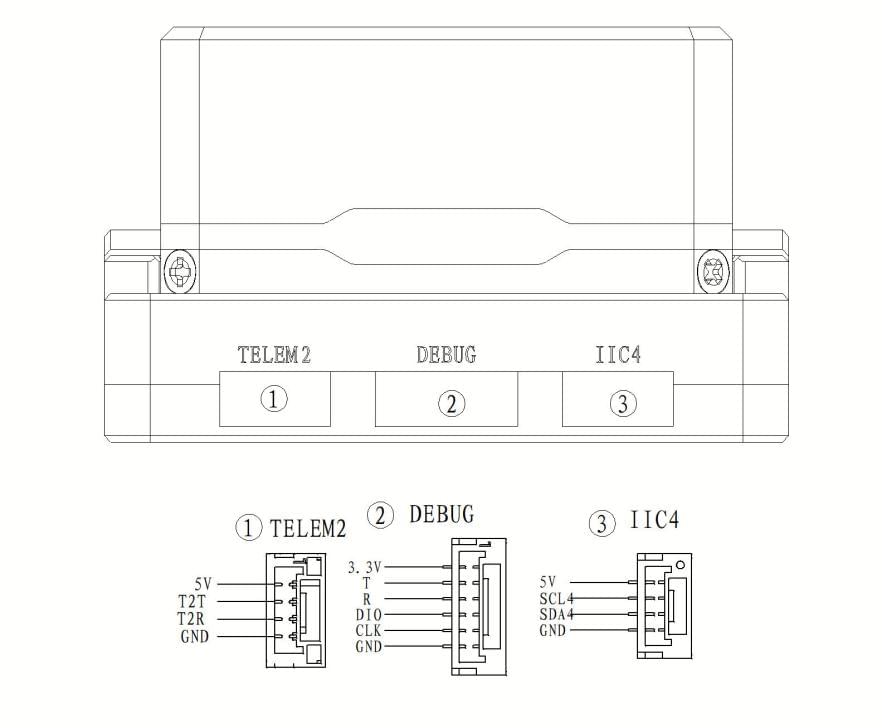 TELEM2 DEBUG IIC4
① ② ③
① TELEM2
5V
T2T
T2R
GND
② DEBUG
3.3V
T
R
DIO
CLK
GND
③ IIC4
5V
SCL4
SDA4
GND